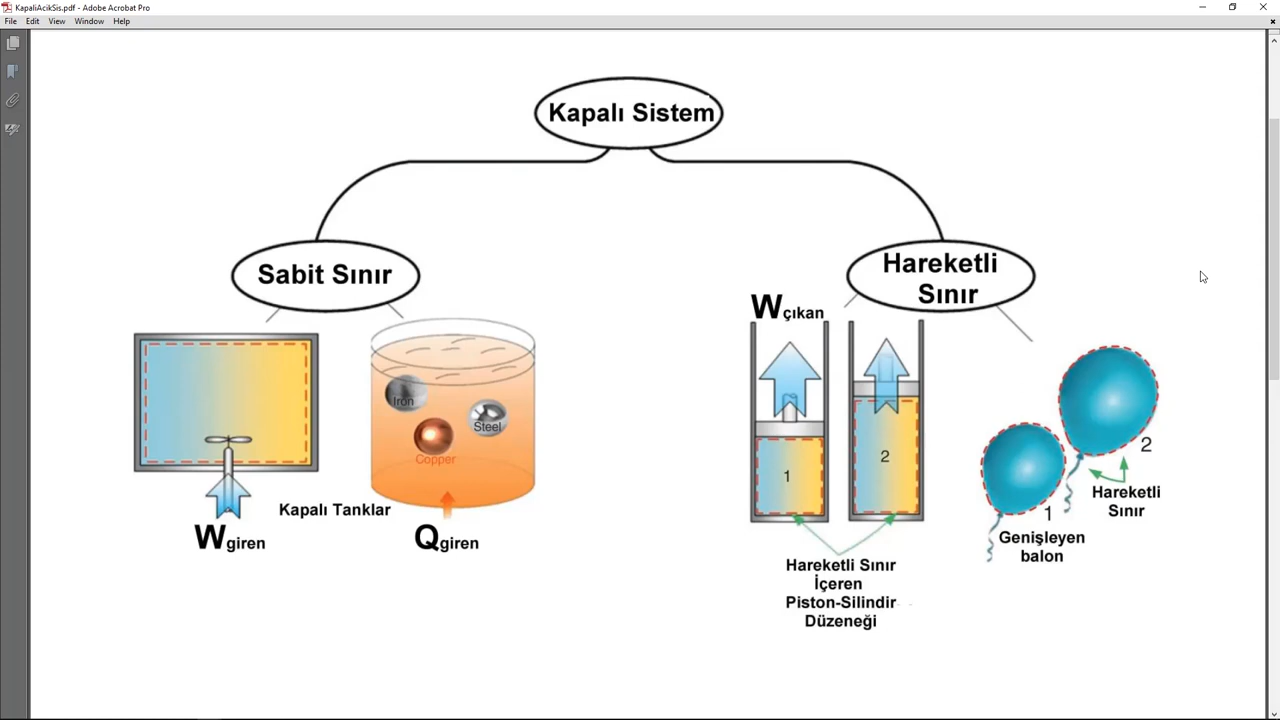 KapaliAcikSis.pdf - Adobe Acrobat Pro
File Edit View Window Help
Kapalı Sistem
Sabit Sınır
Hareketli
Sınır
Wçıkan
Iron
Steel
Copper
1
2
2
Hareketli
Sınır
1
Kapalı Tanklar
Wgiren
Qgiren
Genişleyen
balon
Hareketli Sınır
İçeren
Piston-Silindir
Düzeneği